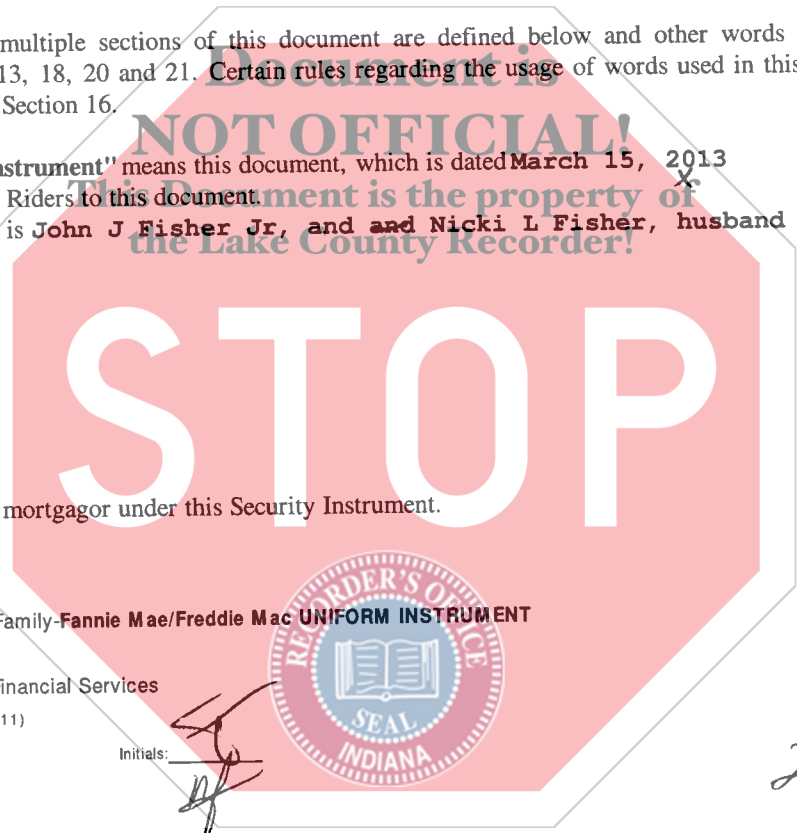 multiple sections of this document are defined below and other words
Document is
13, 18, 20 and 21. Certain rules regarding the usage of words used in this
Section 16.
NOT OFFICIAL!
nstrument" means this document, which is dated March 15, 2013
Riders to this document.
This Document is the property of
is John J Fisher Jr, and and Nicki L Fisher, husband
the Lake County Recorder!
STOP
mortgagor under this Security Instrument.
Family-Fannie Mae/Freddie Mac UNIFORM INSTRUMENT
RECORDER'S OFFICE
inancial Services
11)
SEAL
Initials:
INDIANA